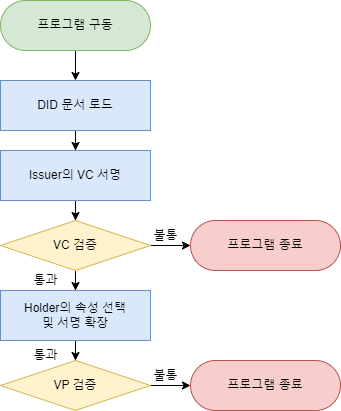 프로그램 구동
DID 문서 로드
Issuer의 VC 서명
VC 검증
불통
프로그램 종료
통과
Holder의 속성 선택
및 서명 확장
통과
VP 검증
불통
프로그램 종료